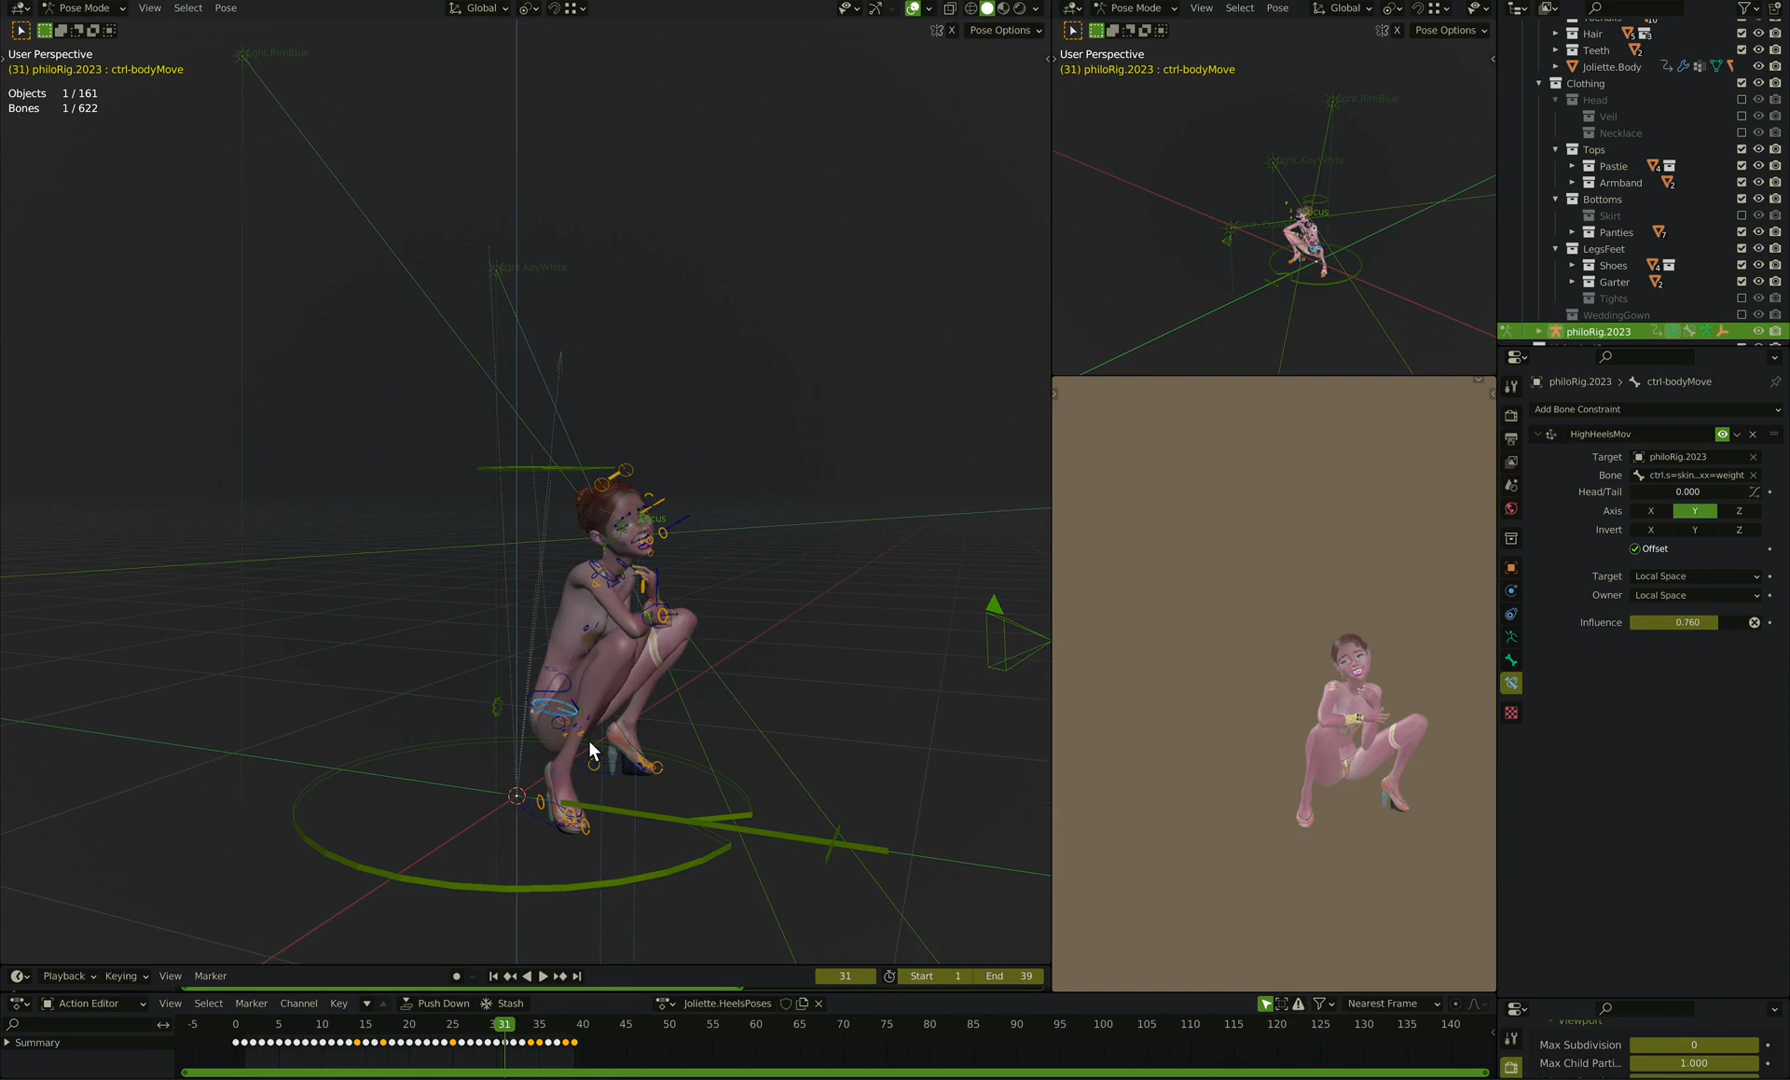 Pose Mode View Select Pose Global Pose Options
User Perspective
(31) philoRig.2023 : ctrl-bodyMove
Objects 1 / 161
Bones 1 / 622
Pose Mode View Select Pose Global
X Pose Options
User Perspective
(31) philoRig.2023 : ctrl-bodyMove
Hair 5 3
Teeth 2
Joliette.Body
Clothing
Head
Veil
Necklace
Tops
Pastie 4
Armband 2
Bottoms
Skirt
Panties 7
LegsFeet
Shoes 4
Garter 2
Tights
WeddingGown
philoRig.2023
philoRig.2023 > ctrl-bodyMove
Add Bone Constraint
HighHeelsMov
Target philoRig.2023
Bone ctrl.s=skin...xx=weight
Head/Tail 0.000
Axis X Y Z
Invert X Y Z
Offset
Target Local Space
Owner Local Space
Influence 0.760
Playback Keying View Marker 31 Start 1 End 39
Action Editor View Select Marker Channel Key Push Down Stash Joliette.HeelsPoses Nearest Frame
-5 0 5 10 15 20 25 31 35 40 45 50 55 60 65 70 75 80 85 90 95 100 105 110 115 120 125 130 135 140
Summary
Viewport
Max Subdivision 0
Max Child Parti... 1.000